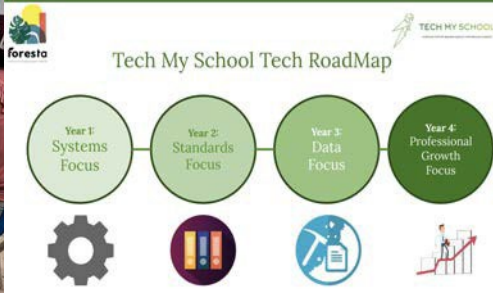 foresta
TECH MY SCHOOL
Tech My School Tech RoadMap
Year 1:
Systems
Focus
Year 2:
Standards
Focus
Year 3:
Data
Focus
Year 4:
Professional
Growth
Focus